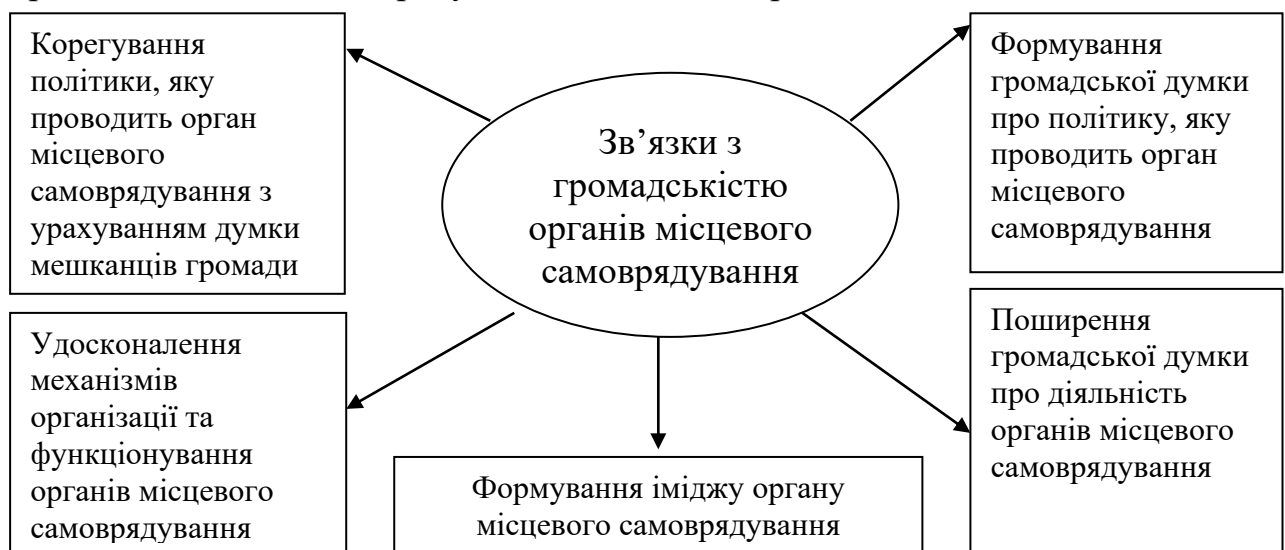 Корегування
політики, яку
проводить орган
місцевого
самоврядування з
урахуванням думки
мешканців громади
Зв’язки з
громадськістю
органів місцевого
самоврядування
Формування
громадської думки
про політику, яку
проводить орган
місцевого
самоврядування
Удосконалення
механізмів
організації та
функціонування
органів місцевого
самоврядування
Формування іміджу органу
місцевого самоврядування
Поширення
громадської думки
про діяльність
органів місцевого
самоврядування